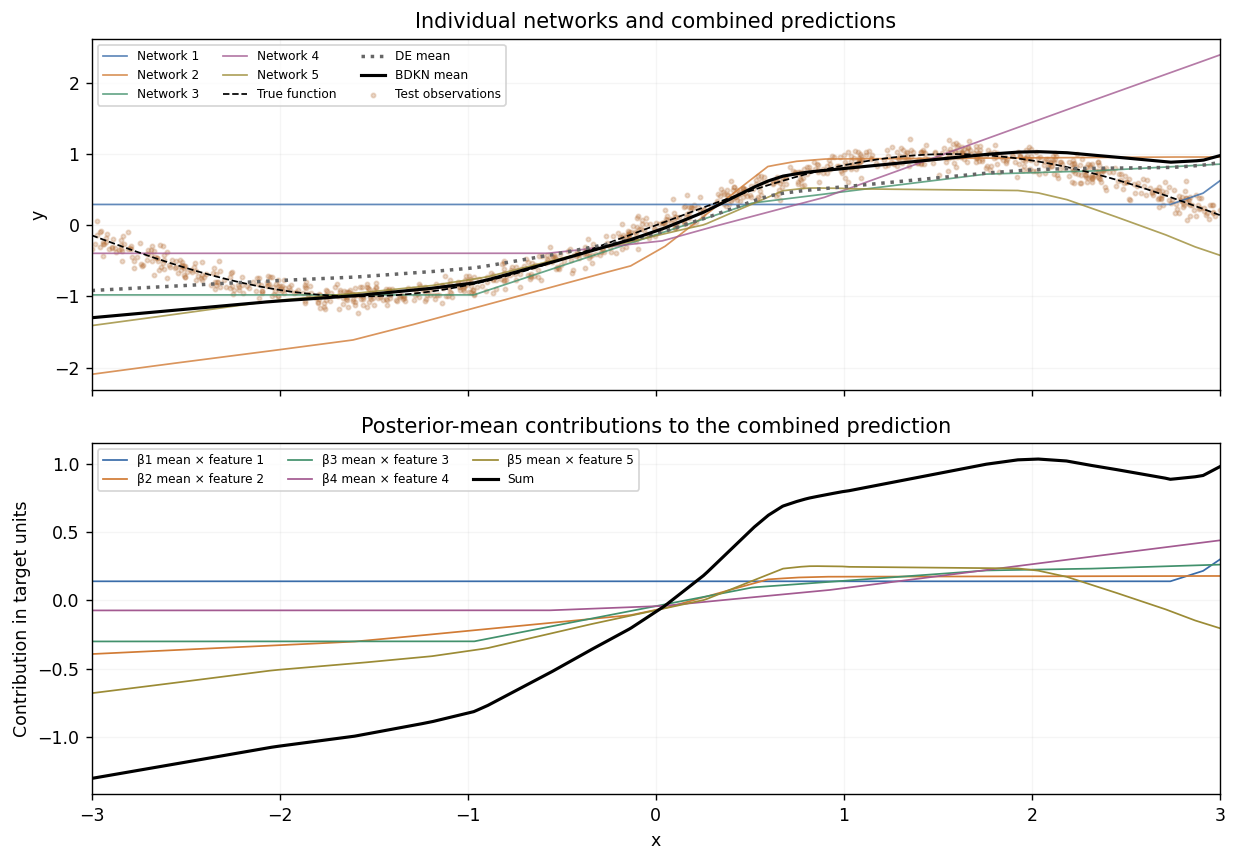 Individual networks and combined predictions
Network 1
Network 2
Network 3
Network 4
Network 5
True function
DE mean
BDKN mean
Test observations
y
2
1
0
−1
−2
Posterior-mean contributions to the combined prediction
β1 mean × feature 1
β2 mean × feature 2
β3 mean × feature 3
β4 mean × feature 4
β5 mean × feature 5
Sum
Contribution in target units
1.0
0.5
0.0
−0.5
−1.0
−3
−2
−1
0
1
2
3
x